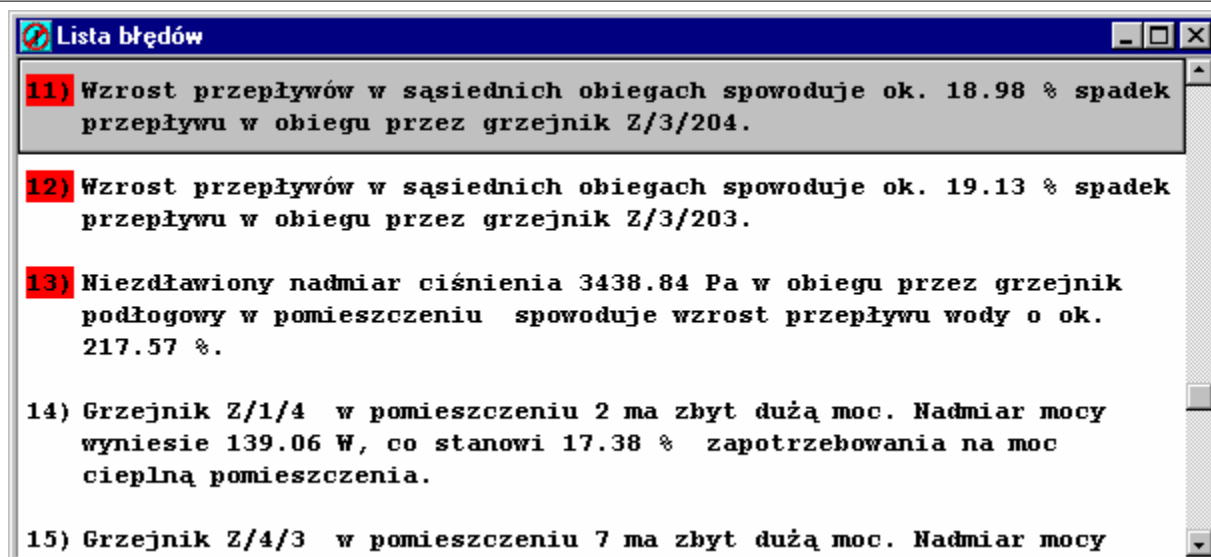 Lista błędów
11) Wzrost przepływów w sąsiednich obiegach spowoduje ok. 18.98 % spadek
przepływu w obiegu przez grzejnik Z/3/204.
12) Wzrost przepływów w sąsiednich obiegach spowoduje ok. 19.13 % spadek
przepływu w obiegu przez grzejnik Z/3/203.
13) Niezdławiony nadmiar ciśnienia 3438.84 Pa w obiegu przez grzejnik
podłogowy w pomieszczeniu  spowoduje wzrost przepływu wody o ok.
217.57 %.
14) Grzejnik Z/1/4  w pomieszczeniu 2 ma zbyt dużą moc. Nadmiar mocy
wyniesie 139.06 W, co stanowi 17.38 %  zapotrzebowania na moc
cieplną pomieszczenia.
15) Grzejnik Z/4/3  w pomieszczeniu 7 ma zbyt dużą moc. Nadmiar mocy